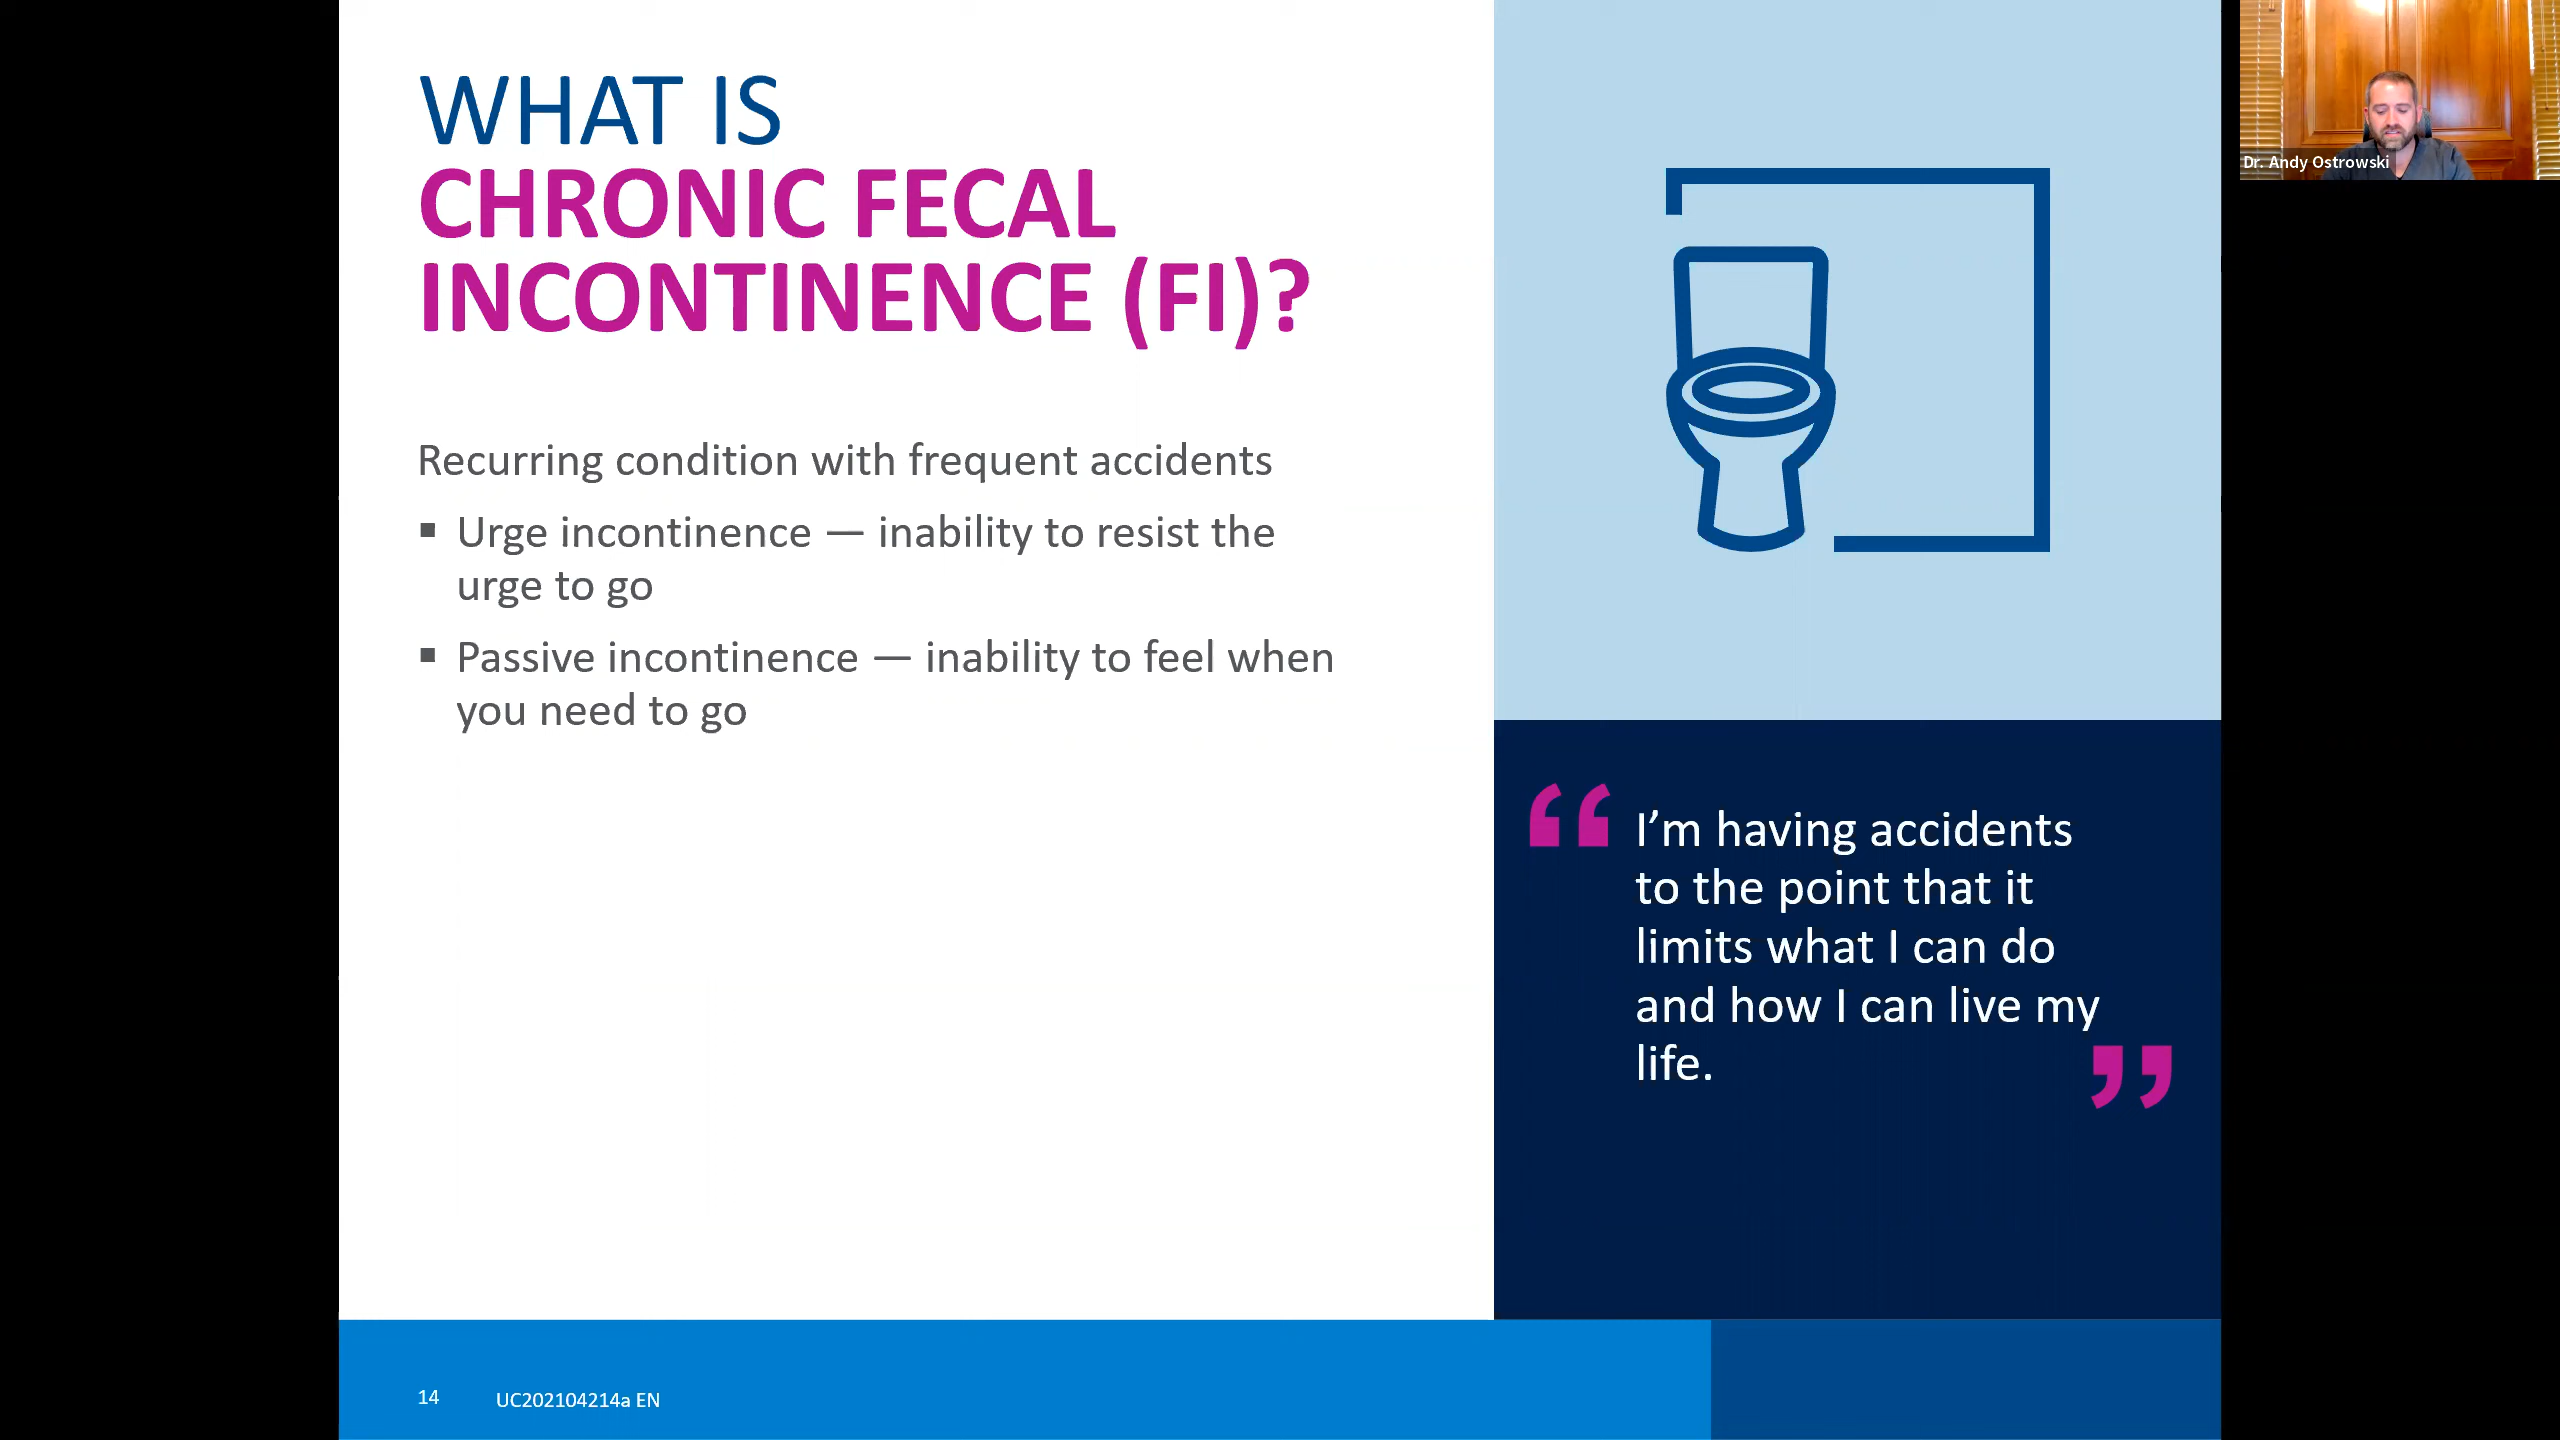 WHAT IS
CHRONIC FECAL
INCONTINENCE (FI)?
Recurring condition with frequent accidents
▪ Urge incontinence — inability to resist the
urge to go
▪ Passive incontinence — inability to feel when
you need to go
“ I’m having accidents
to the point that it
limits what I can do
and how I can live my
life. ”
14 UC202104214a EN
Dr. Andy Ostrowski